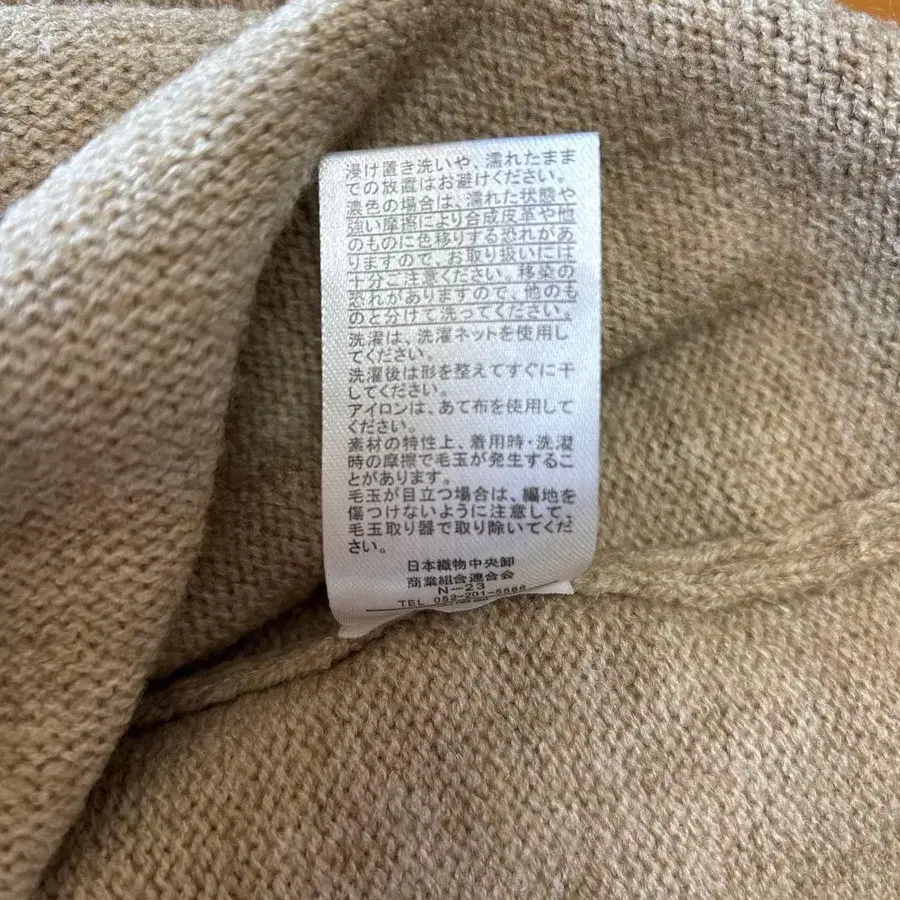 浸け置き洗いや、濡れたまま
での放置はお避けください。
濃色の場合は、濡れた状態や
強い摩擦により合成皮革や他
のものに色移りする恐れがあ
りますので、お取り扱いには
十分ご注意ください。移染の
恐れがありますので、他のも
のと分けて洗ってください。
洗濯は、洗濯ネットを使用し
てください。
洗濯後は形を整えてすぐに干
してください。
アイロンは、あて布を使用して
ください。
素材の特性上、着用時・洗濯
時の摩擦で毛玉が発生するこ
とがあります。
毛玉が目立つ場合は、編地を
傷つけないように注意して、
毛玉取り器で取り除いてくだ
さい。
日本織物中央卸
商業組合連合会
N-23
TEL 052-201-5588